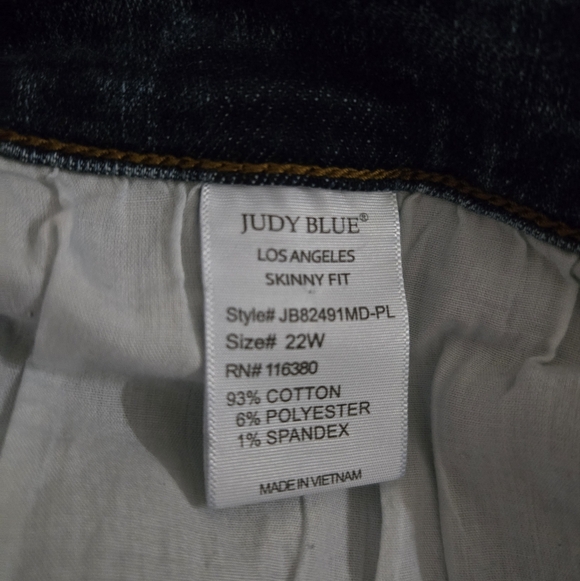 JUDY BLUE®
LOS ANGELES
SKINNY FIT
Style# JB82491MD-PL
Size# 22W
RN# 116380
93% COTTON
6% POLYESTER
1% SPANDEX
MADE IN VIETNAM